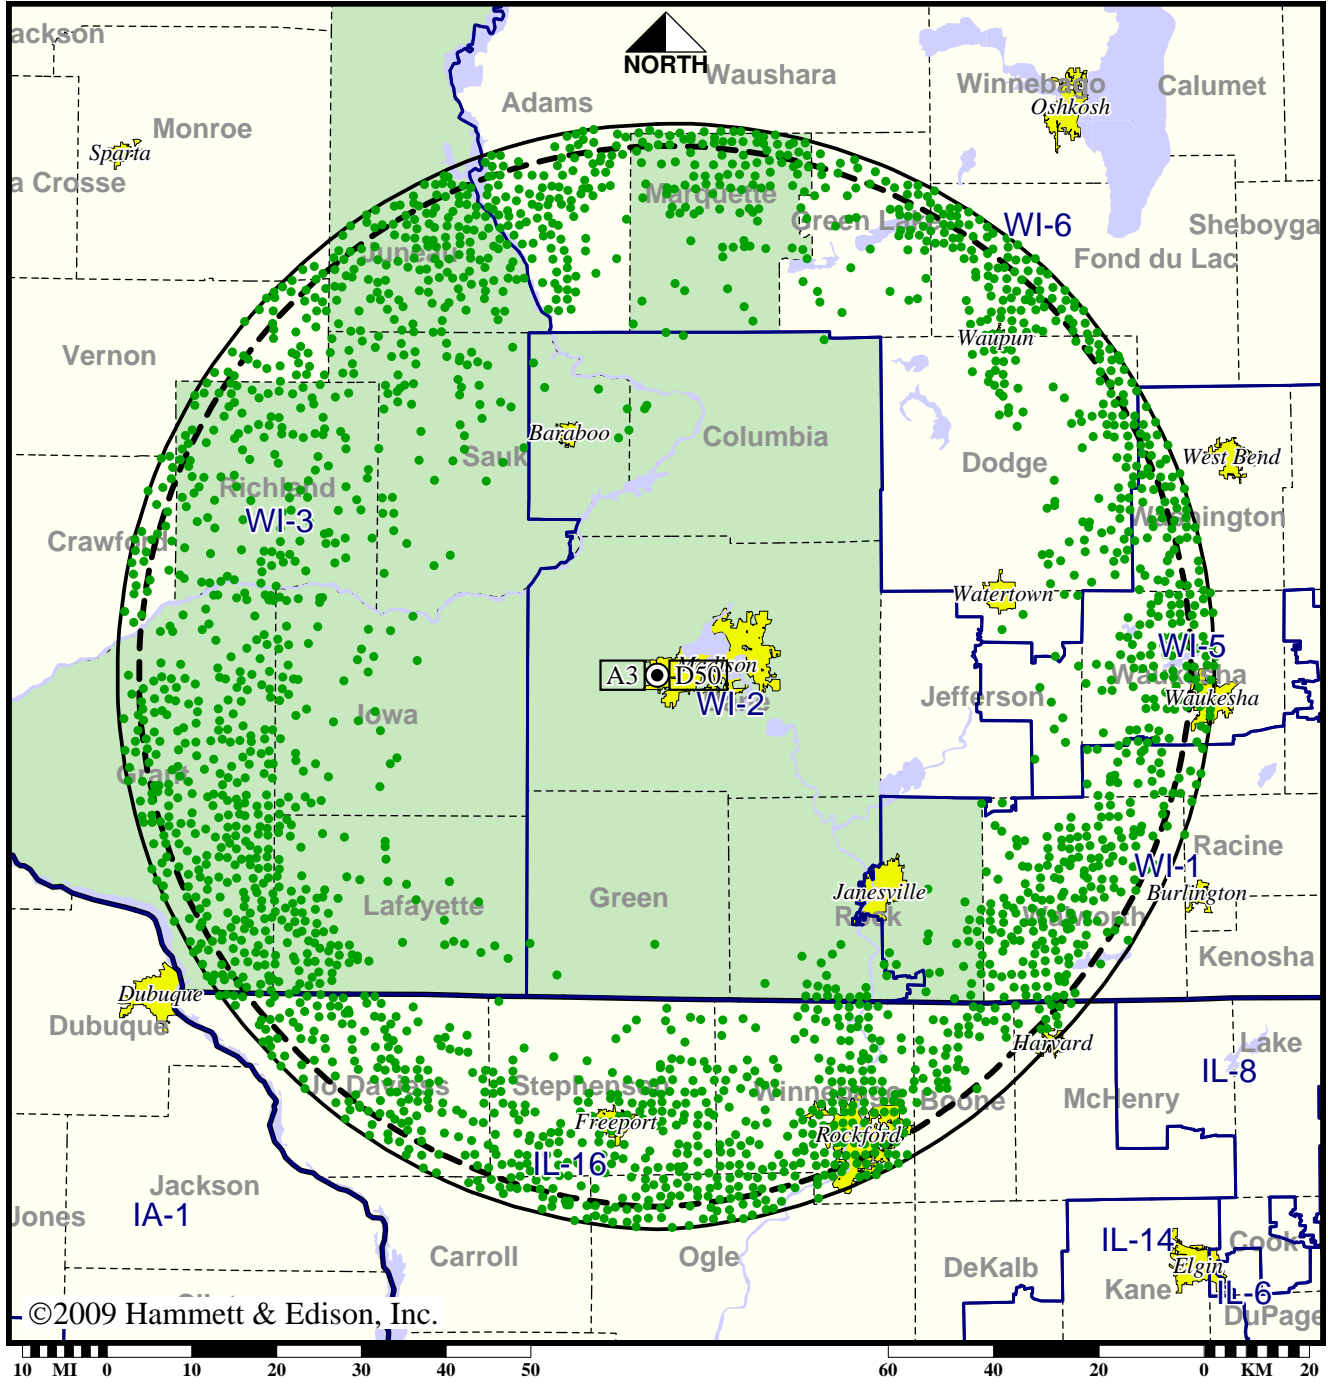 ackson
NORTH
Waushara
Winnebago
Oshkosh
Calumet
Adams
Monroe
Sparta
a Crosse
Marquette
Green Lake
WI-6
Sheboyga
Juneau
Fond du Lac
Vernon
Waupun
Baraboo
Columbia
Sauk
Dodge
West Bend
Richland
WI-3
Washington
Crawford
Watertown
WI-5
A3
D50
Madison
Waukesha
Waukesha
Jefferson
WI-2
Iowa
Grant
Racine
WI-1
Janesville
Burlington
Green
Lafayette
Rock
Walworth
Kenosha
Dubuque
Dubuque
Harvard
Lake
IL-8
Jo Daviess
Stephenson
Winnebago
Boone
McHenry
Freeport
Rockford
IL-16
Jackson
Jones
IA-1
IL-14
Cook
Carroll
Ogle
DeKalb
Elgin
Kane
IL-6
DuPage
©2009 Hammett & Edison, Inc.
10 MI 0 10 20 30 40 50
60 40 20 0 KM 20